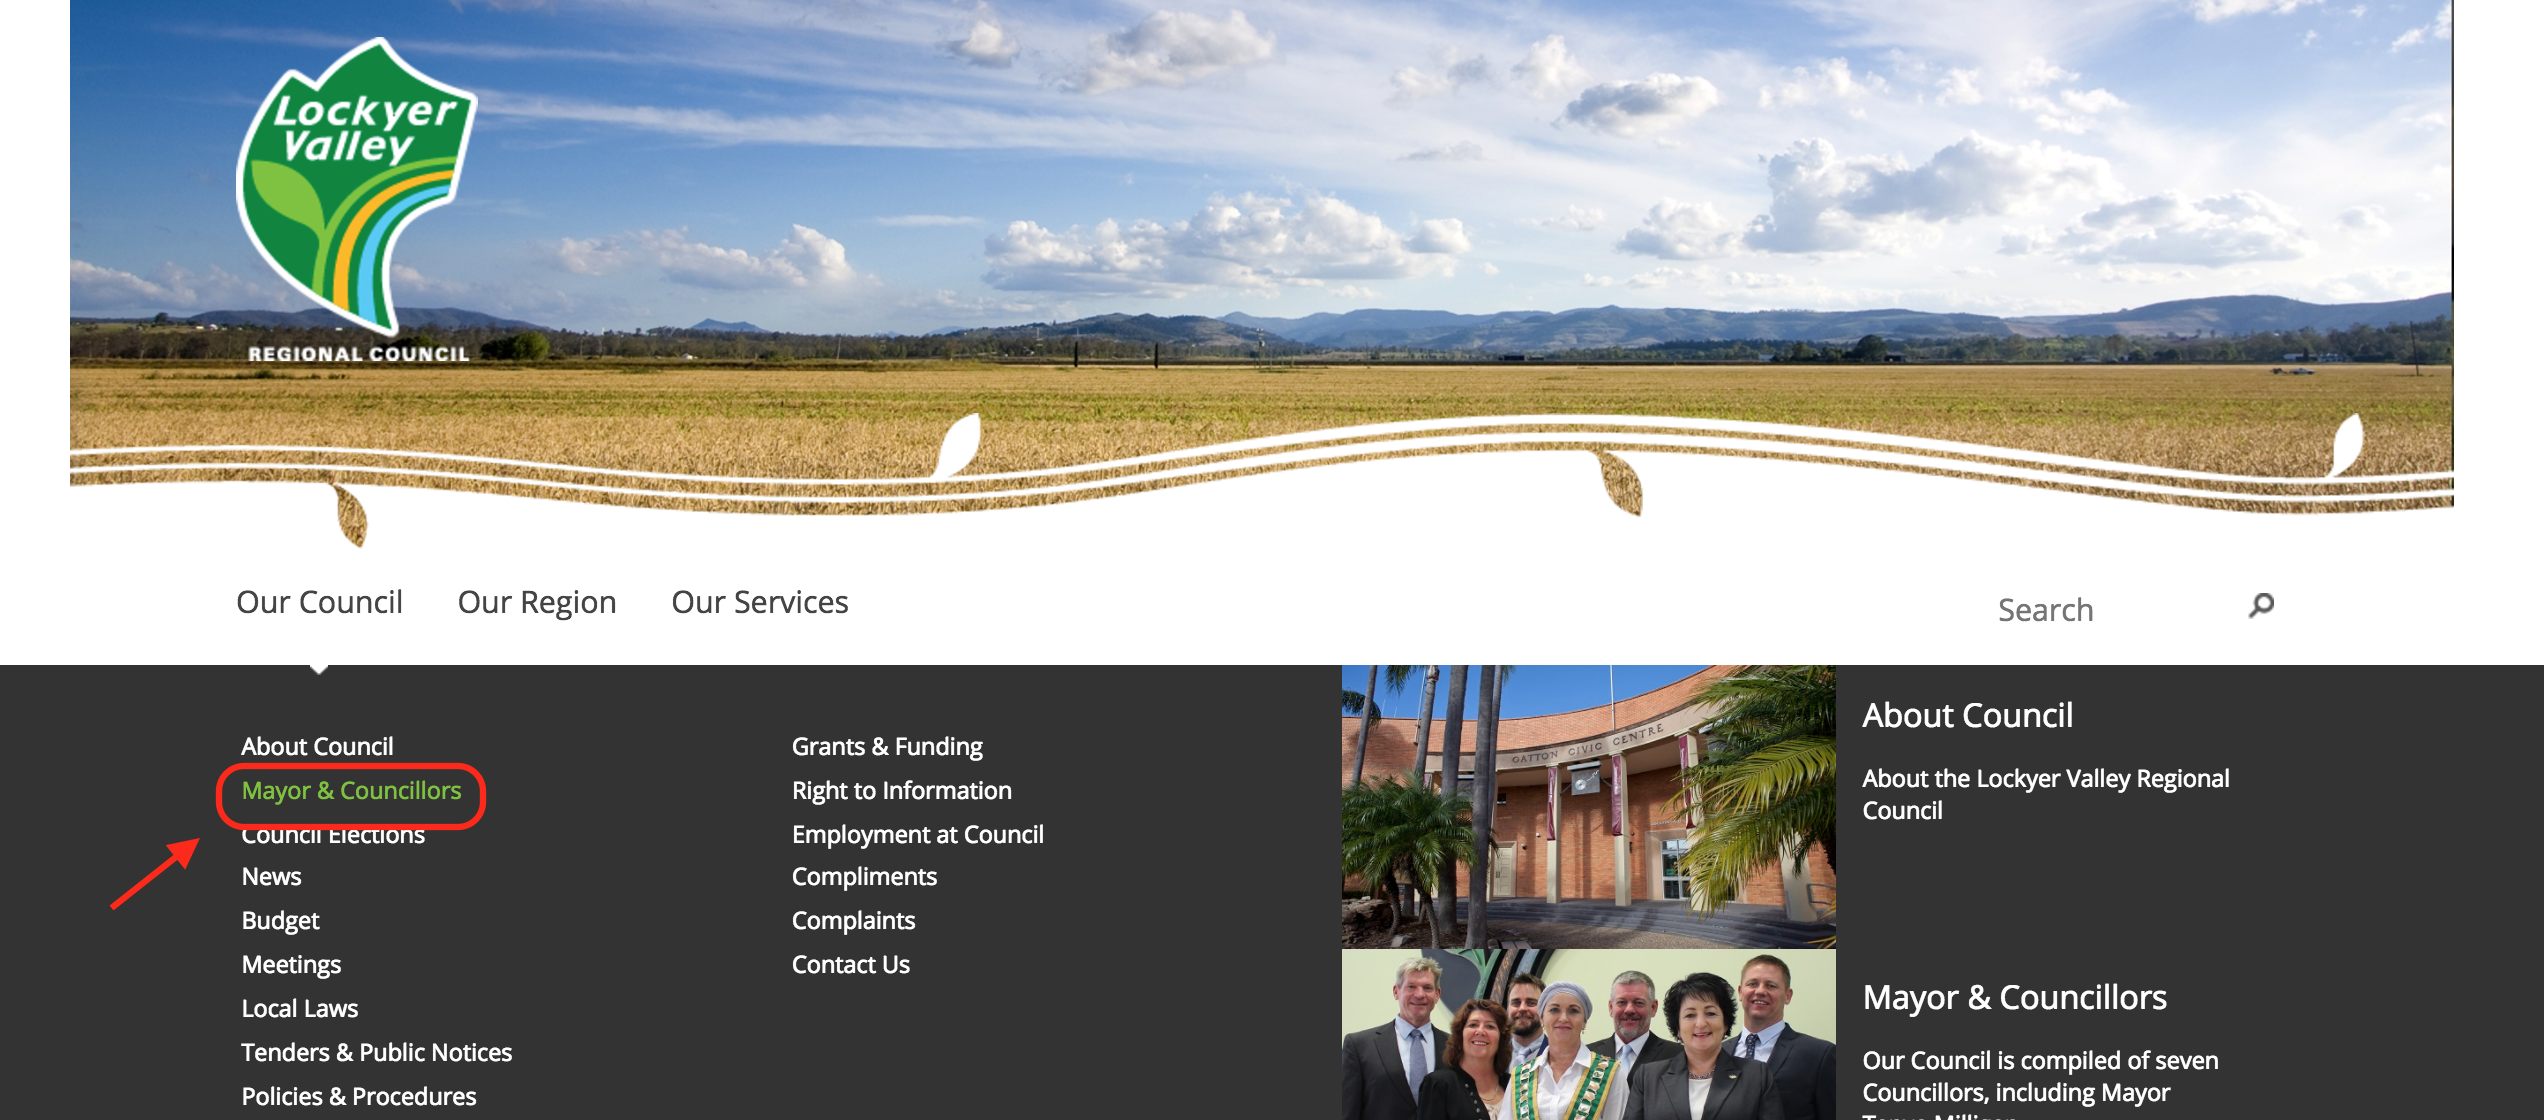 Lockyer
Valley
REGIONAL COUNCIL
Our Council
Our Region
Our Services
Search
About Council
Mayor & Councillors
Council Elections
News
Budget
Meetings
Local Laws
Tenders & Public Notices
Policies & Procedures
Grants & Funding
Right to Information
Employment at Council
Compliments
Complaints
Contact Us
GATTON CIVIC CENTRE
About Council
About the Lockyer Valley Regional
Council
Mayor & Councillors
Our Council is compiled of seven
Councillors, including Mayor